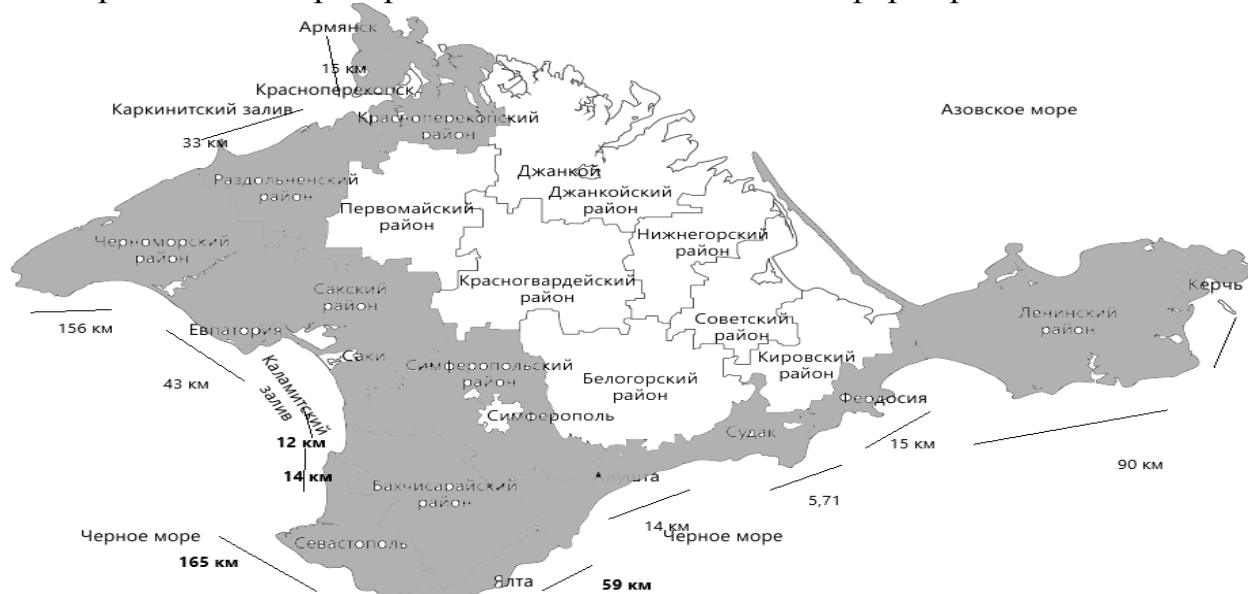 Армянск
15 км
Красноперекопск
Каркинитский залив
Азовское море
Красноперекопский
район
33 км
Джанкой
Раздольненский
район
Джанкойский
район
Первомайский
район
Нижнегорский
район
Черноморский
район
Красногвардейский
район
Сакский
район
Керчь
Ленинский
район
156 км
Евпатория
Советский
район
Саки
Симферопольский
район
Кировский
район
43 км
Каламитский
залив
Белогорский
район
Феодосия
Симферополь
Судак
12 км
15 км
90 км
14 км
Алушта
Бахчисарайский
район
5,71
14 км
Черное море
Черное море
Севастополь
165 км
Ялта
59 км